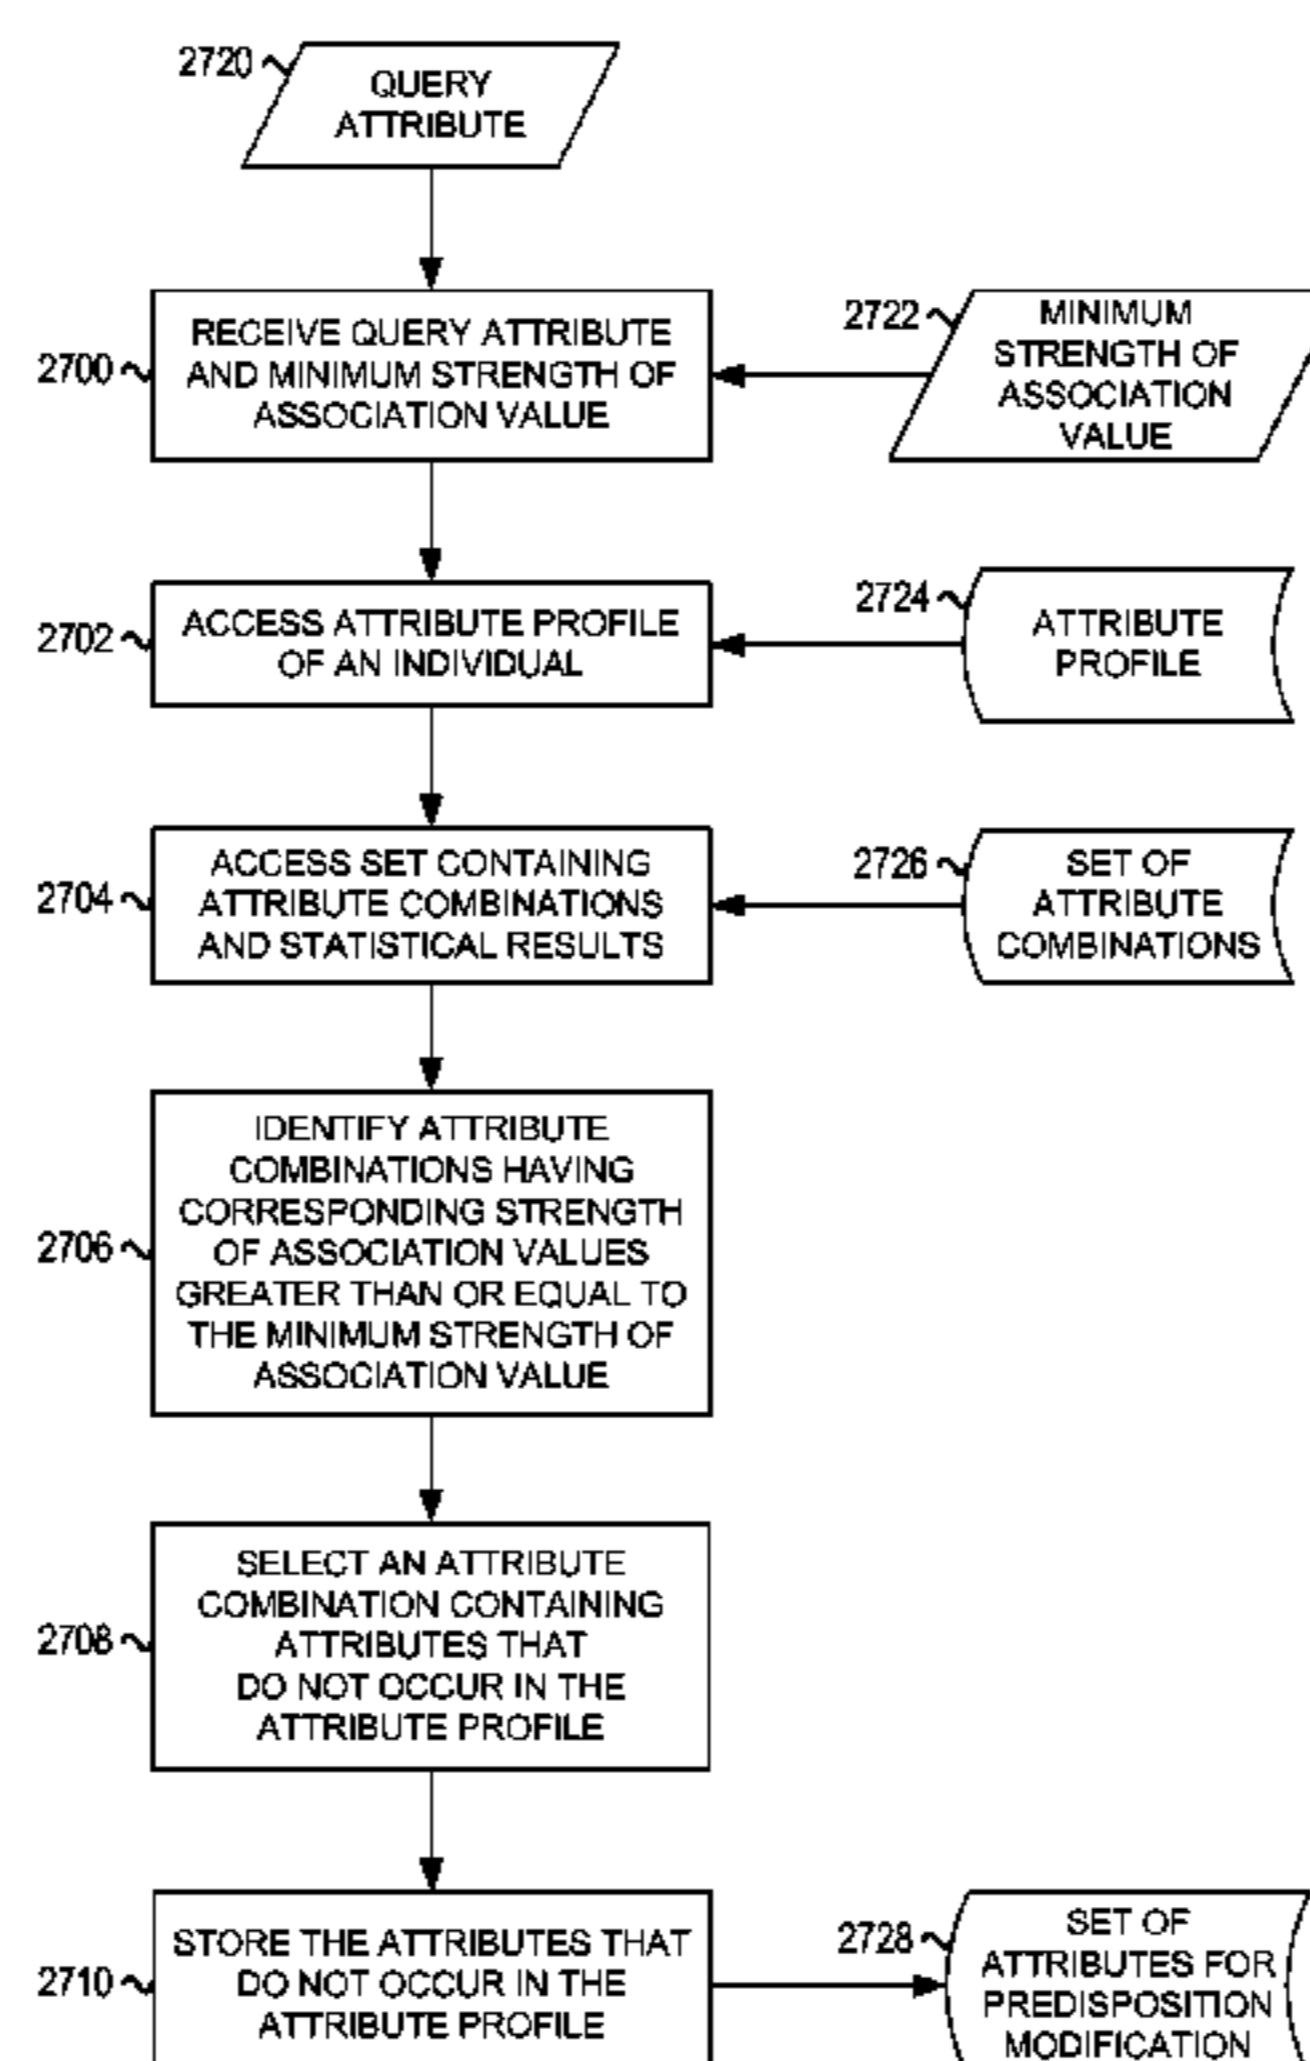 2720
QUERY
ATTRIBUTE
2700
RECEIVE QUERY ATTRIBUTE
AND MINIMUM STRENGTH OF
ASSOCIATION VALUE
2722
MINIMUM
STRENGTH OF
ASSOCIATION
VALUE
2702
ACCESS ATTRIBUTE PROFILE
OF AN INDIVIDUAL
2724
ATTRIBUTE
PROFILE
2704
ACCESS SET CONTAINING
ATTRIBUTE COMBINATIONS
AND STATISTICAL RESULTS
2726
SET OF
ATTRIBUTE
COMBINATIONS
2706
IDENTIFY ATTRIBUTE
COMBINATIONS HAVING
CORRESPONDING STRENGTH
OF ASSOCIATION VALUES
GREATER THAN OR EQUAL TO
THE MINIMUM STRENGTH OF
ASSOCIATION VALUE
2708
SELECT AN ATTRIBUTE
COMBINATION CONTAINING
ATTRIBUTES THAT
DO NOT OCCUR IN THE
ATTRIBUTE PROFILE
2710
STORE THE ATTRIBUTES THAT
DO NOT OCCUR IN THE
ATTRIBUTE PROFILE
2728
SET OF
ATTRIBUTES FOR
PREDISPOSITION
MODIFICATION